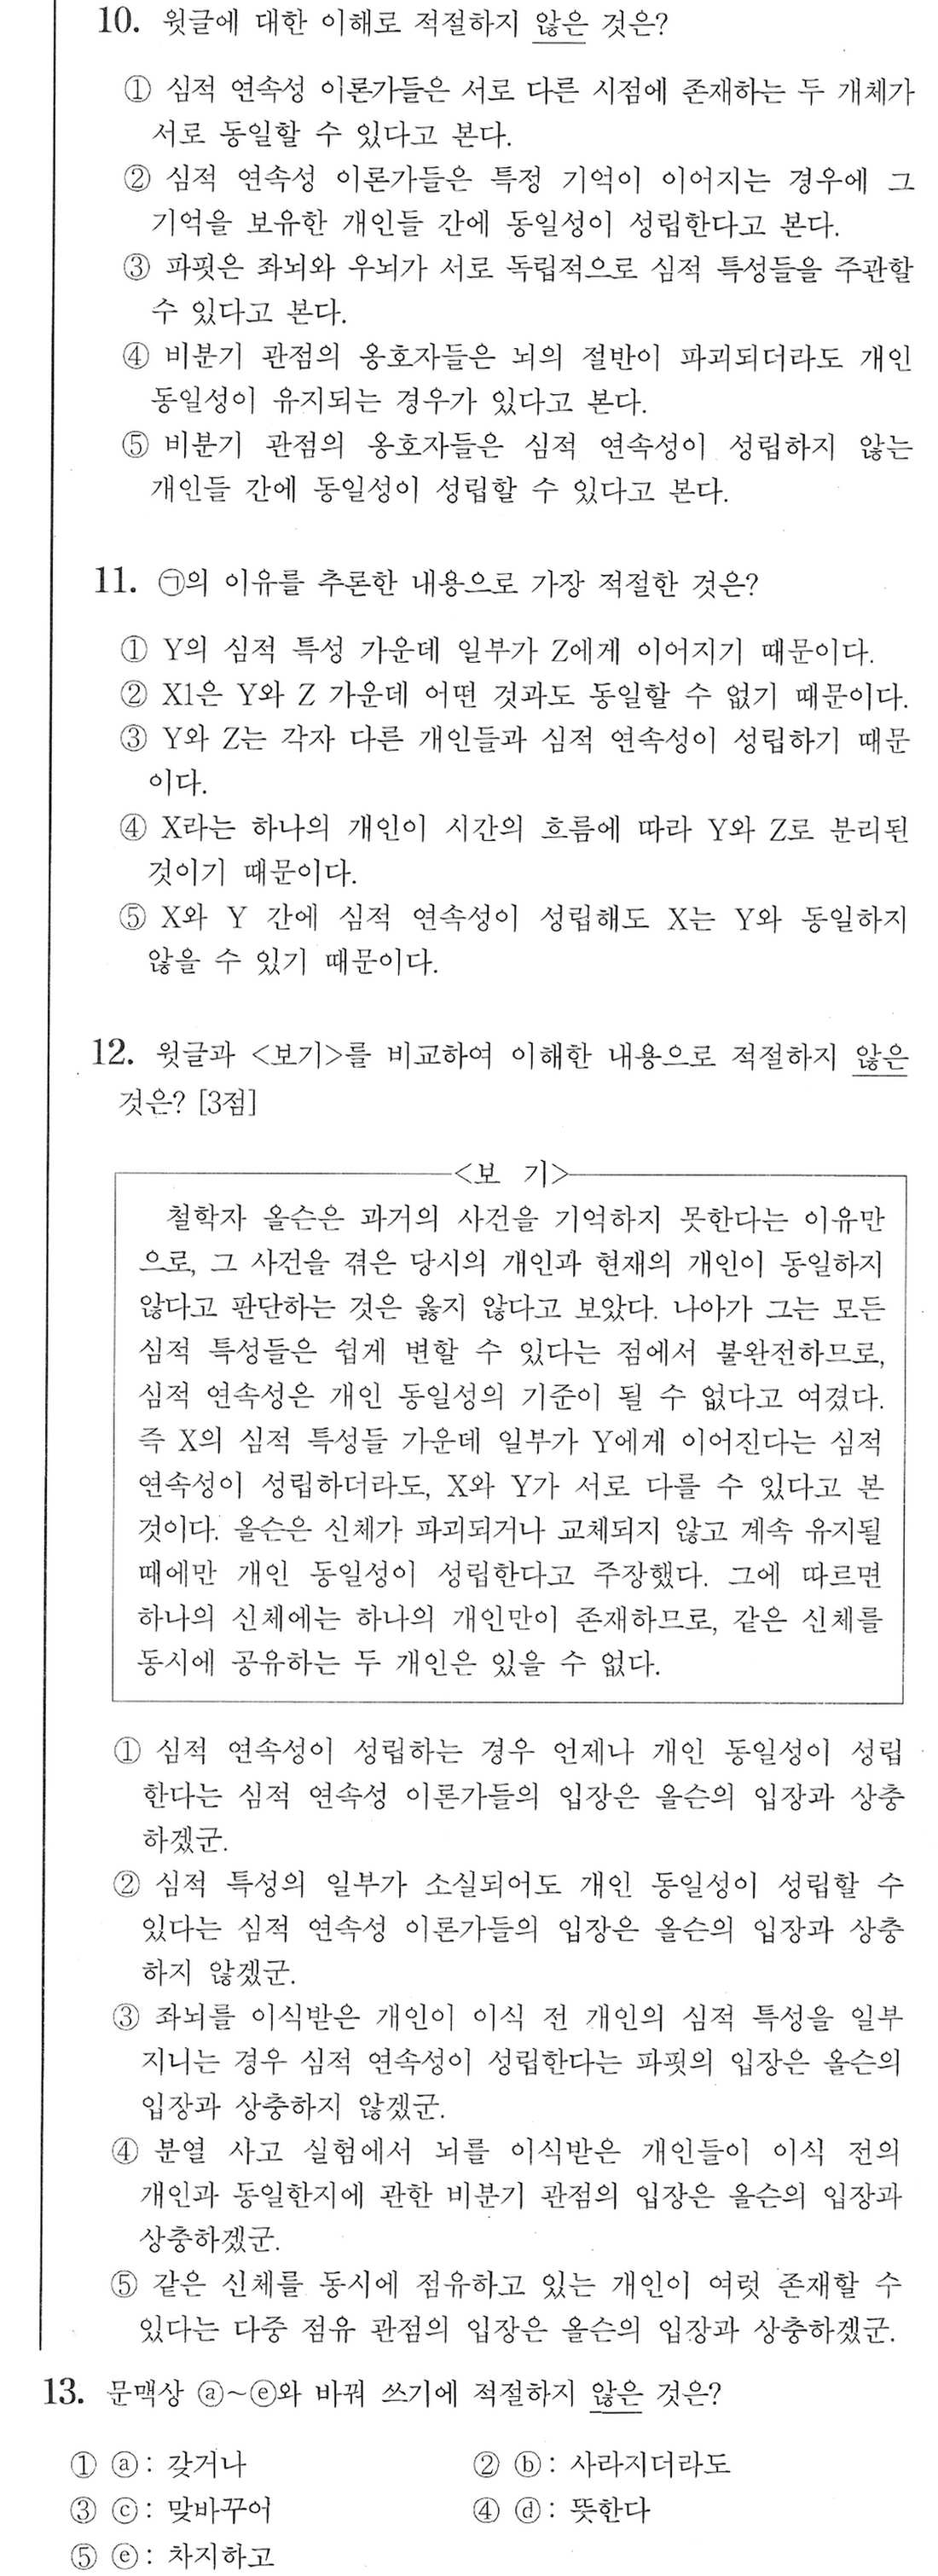 10. 윗글에 대한 이해로 적절하지 않은 것은?
① 심적 연속성 이론가들은 서로 다른 시점에 존재하는 두 개체가
서로 동일할 수 있다고 본다.
② 심적 연속성 이론가들은 특정 기억이 이어지는 경우에 그
기억을 보유한 개인들 간에 동일성이 성립한다고 본다.
③ 파핏은 좌뇌와 우뇌가 서로 독립적으로 심적 특성들을 주관할
수 있다고 본다.
④ 비분기 관점의 옹호자들은 뇌의 절반이 파괴되더라도 개인
동일성이 유지되는 경우가 있다고 본다.
⑤ 비분기 관점의 옹호자들은 심적 연속성이 성립하지 않는
개인들 간에 동일성이 성립할 수 있다고 본다.
11. ㉠의 이유를 추론한 내용으로 가장 적절한 것은?
① Y의 심적 특성 가운데 일부가 Z에게 이어지기 때문이다.
② X1은 Y와 Z 가운데 어떤 것과도 동일할 수 없기 때문이다.
③ Y와 Z는 각자 다른 개인들과 심적 연속성이 성립하기 때문
이다.
④ X라는 하나의 개인이 시간의 흐름에 따라 Y와 Z로 분리된
것이기 때문이다.
⑤ X와 Y 간에 심적 연속성이 성립해도 X는 Y와 동일하지
않을 수 있기 때문이다.
12. 윗글과 <보기>를 비교하여 이해한 내용으로 적절하지 않은
것은? [3점]
<보 기>
철학자 올슨은 과거의 사건을 기억하지 못한다는 이유만
으로, 그 사건을 겪은 당시의 개인과 현재의 개인이 동일하지
않다고 판단하는 것은 옳지 않다고 보았다. 나아가 그는 모든
심적 특성들은 쉽게 변할 수 있다는 점에서 불완전하므로,
심적 연속성은 개인 동일성의 기준이 될 수 없다고 여겼다.
즉 X의 심적 특성들 가운데 일부가 Y에게 이어진다는 심적
연속성이 성립하더라도, X와 Y가 서로 다를 수 있다고 본
것이다. 올슨은 신체가 파괴되거나 교체되지 않고 계속 유지될
때에만 개인 동일성이 성립한다고 주장했다. 그에 따르면
하나의 신체에는 하나의 개인만이 존재하므로, 같은 신체를
동시에 공유하는 두 개인은 있을 수 없다.
① 심적 연속성이 성립하는 경우 언제나 개인 동일성이 성립
한다는 심적 연속성 이론가들의 입장은 올슨의 입장과 상충
하겠군.
② 심적 특성의 일부가 소실되어도 개인 동일성이 성립할 수
있다는 심적 연속성 이론가들의 입장은 올슨의 입장과 상충
하지 않겠군.
③ 좌뇌를 이식받은 개인이 이식 전 개인의 심적 특성을 일부
지니는 경우 심적 연속성이 성립한다는 파핏의 입장은 올슨의
입장과 상충하지 않겠군.
④ 분열 사고 실험에서 뇌를 이식받은 개인들이 이식 전의
개인과 동일한지에 관한 비분기 관점의 입장은 올슨의 입장과
상충하겠군.
⑤ 같은 신체를 동시에 점유하고 있는 개인이 여럿 존재할 수
있다는 다중 점유 관점의 입장은 올슨의 입장과 상충하겠군.
13. 문맥상 ⓐ~ⓔ와 바꿔 쓰기에 적절하지 않은 것은?
① ⓐ: 갖거나 ② ⓑ: 사라지더라도
③ ⓒ: 맞바꾸어 ④ ⓓ: 뜻한다
⑤ ⓔ: 차지하고